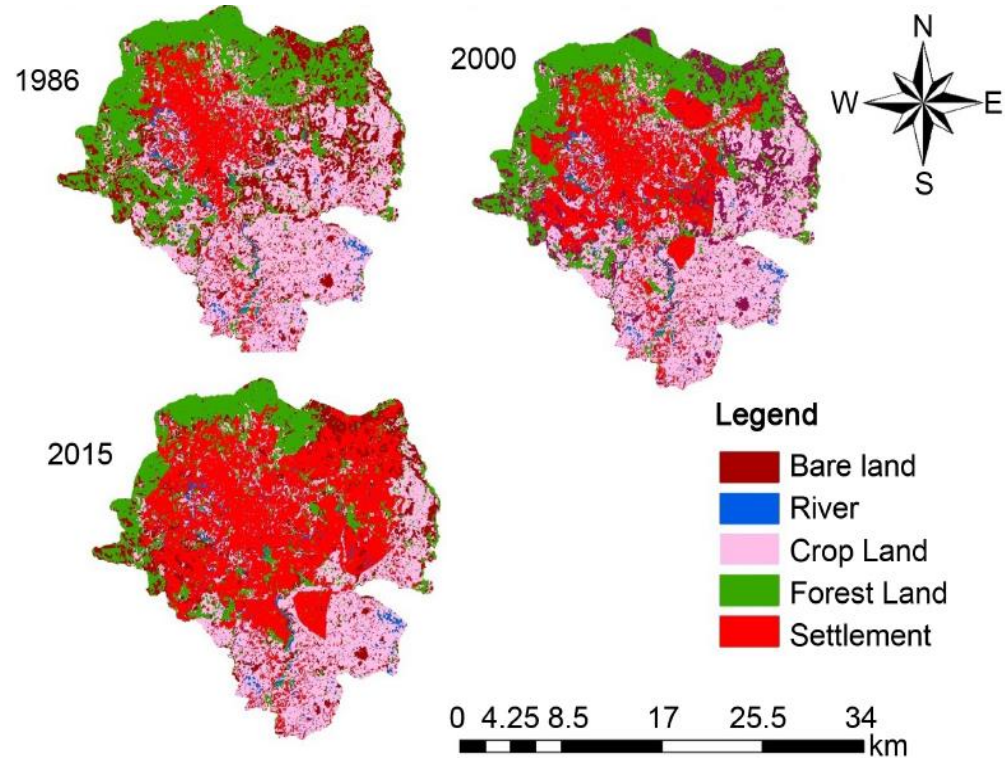 1986
2000
N
W E
S
2015
Legend
Bare land
River
Crop Land
Forest Land
Settlement
0 4.25 8.5 17 25.5 34
km